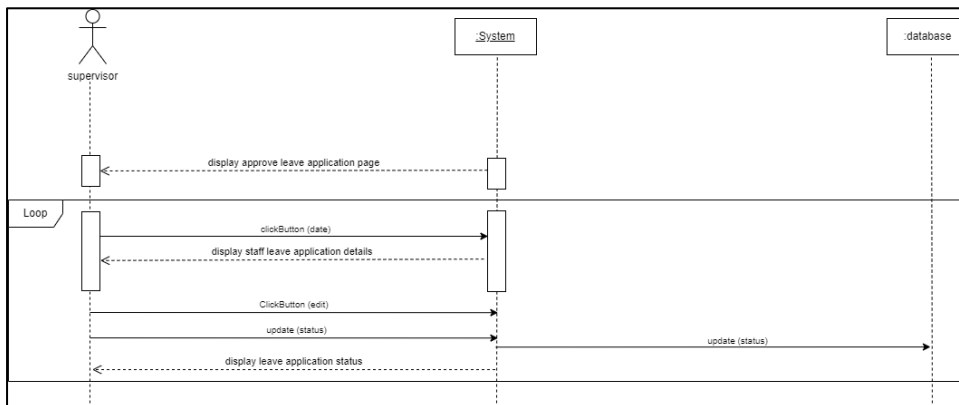 :System
:database
supervisor
display approve leave application page
Loop
clickButton (date)
display staff leave application details
ClickButton (edit)
update (status)
update (status)
display leave application status